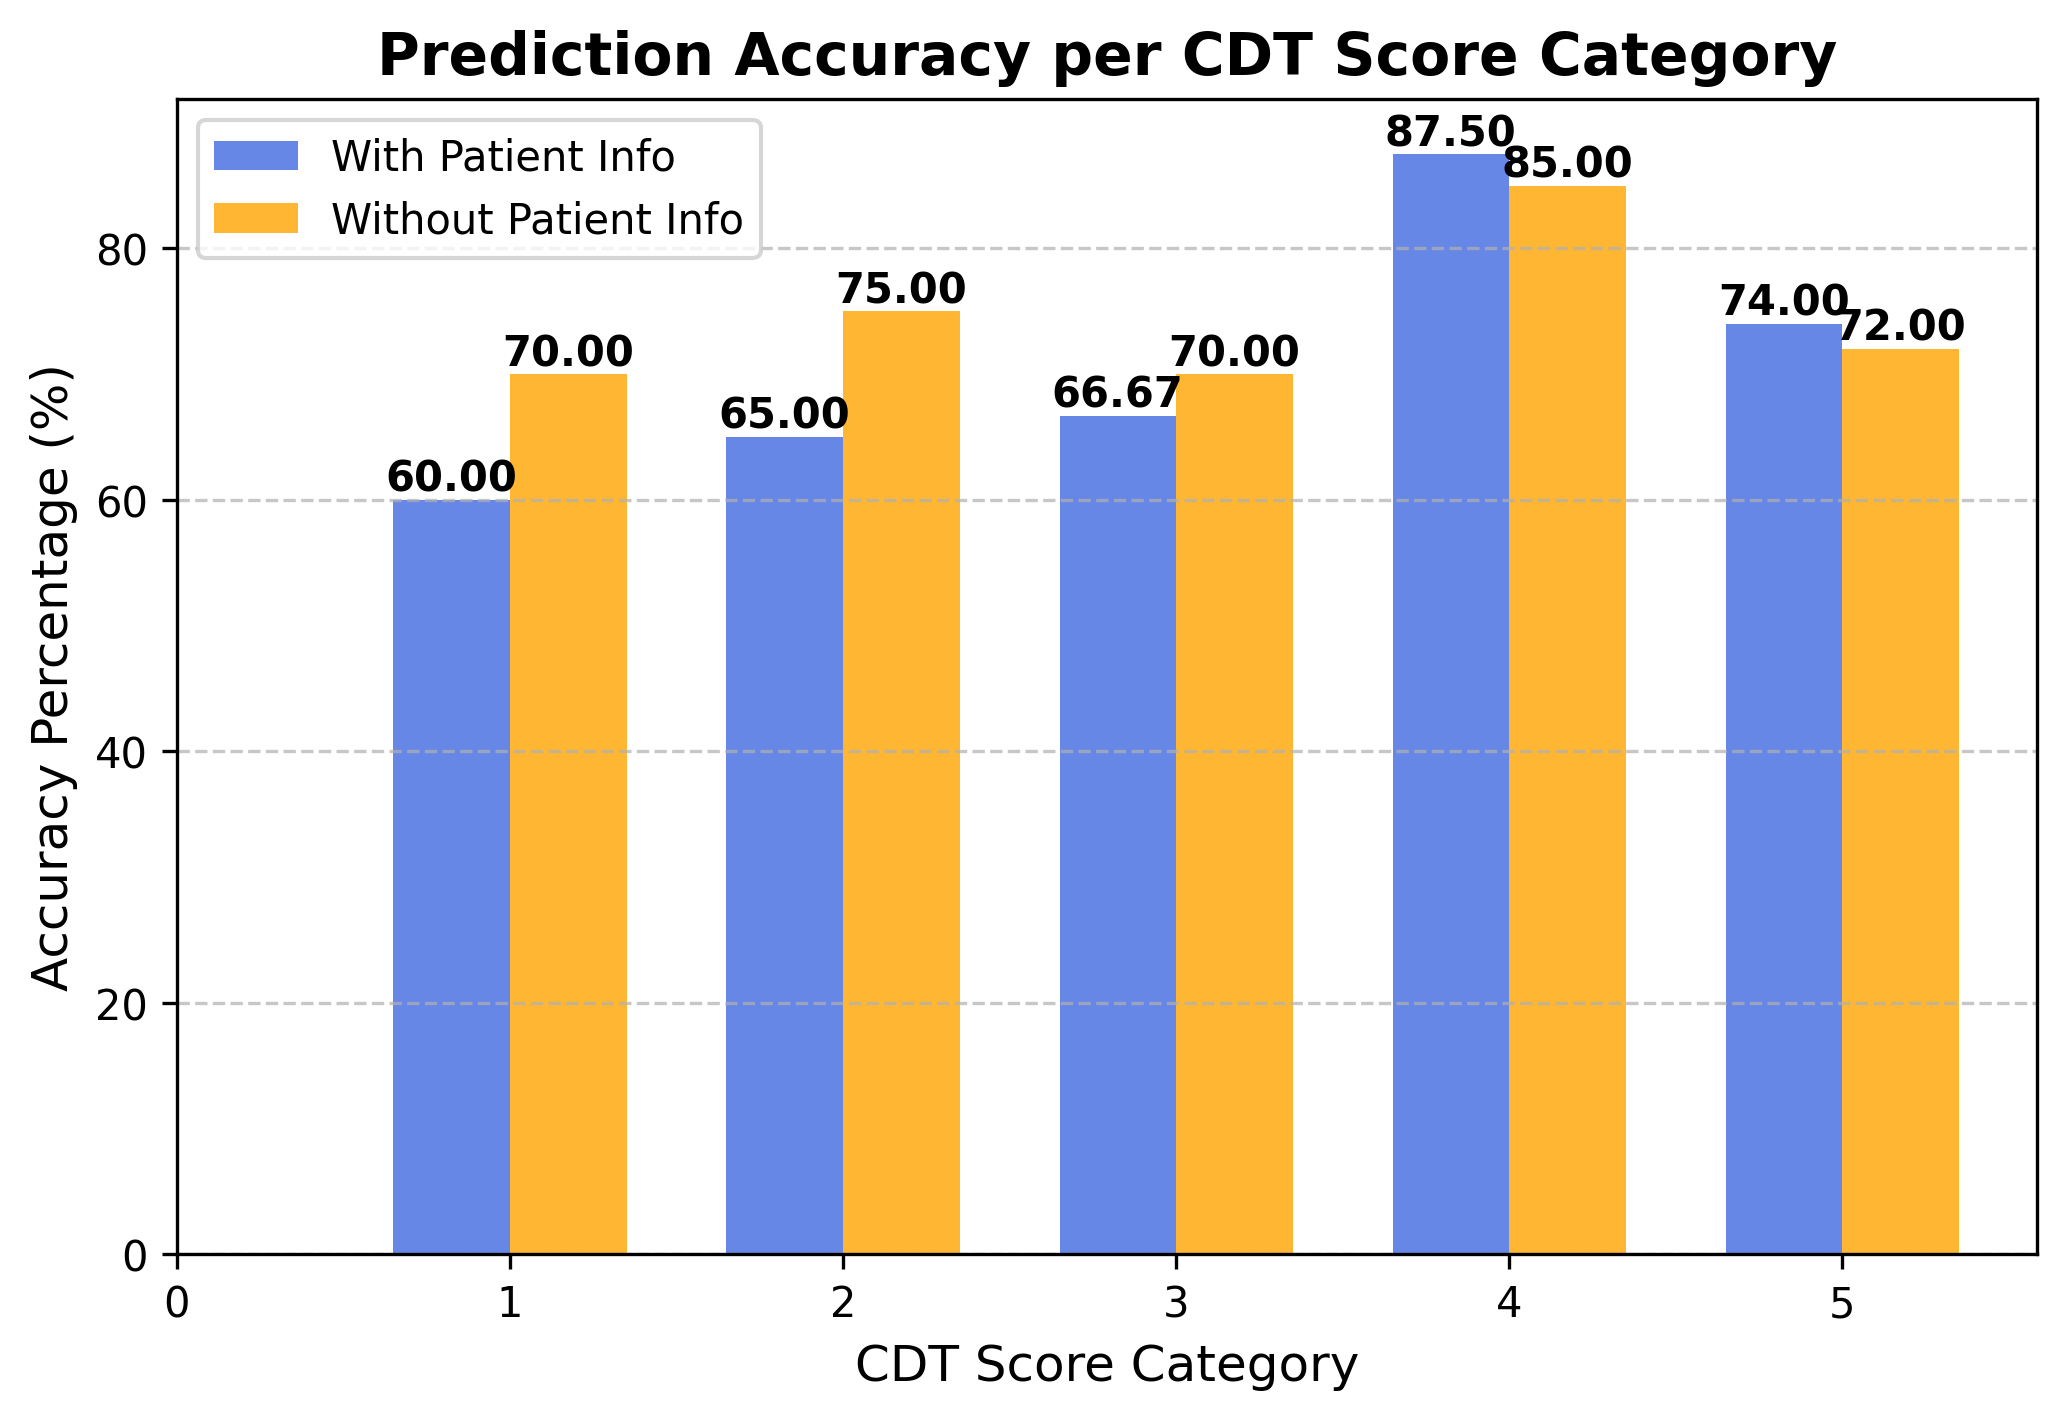 Prediction Accuracy per CDT Score Category
With Patient Info
Without Patient Info
87.50
85.00
80
75.00
74.00
72.00
70.00
70.00
66.67
65.00
60.00
60
40
20
0
0 1 2 3 4 5
Accuracy Percentage (%)
CDT Score Category